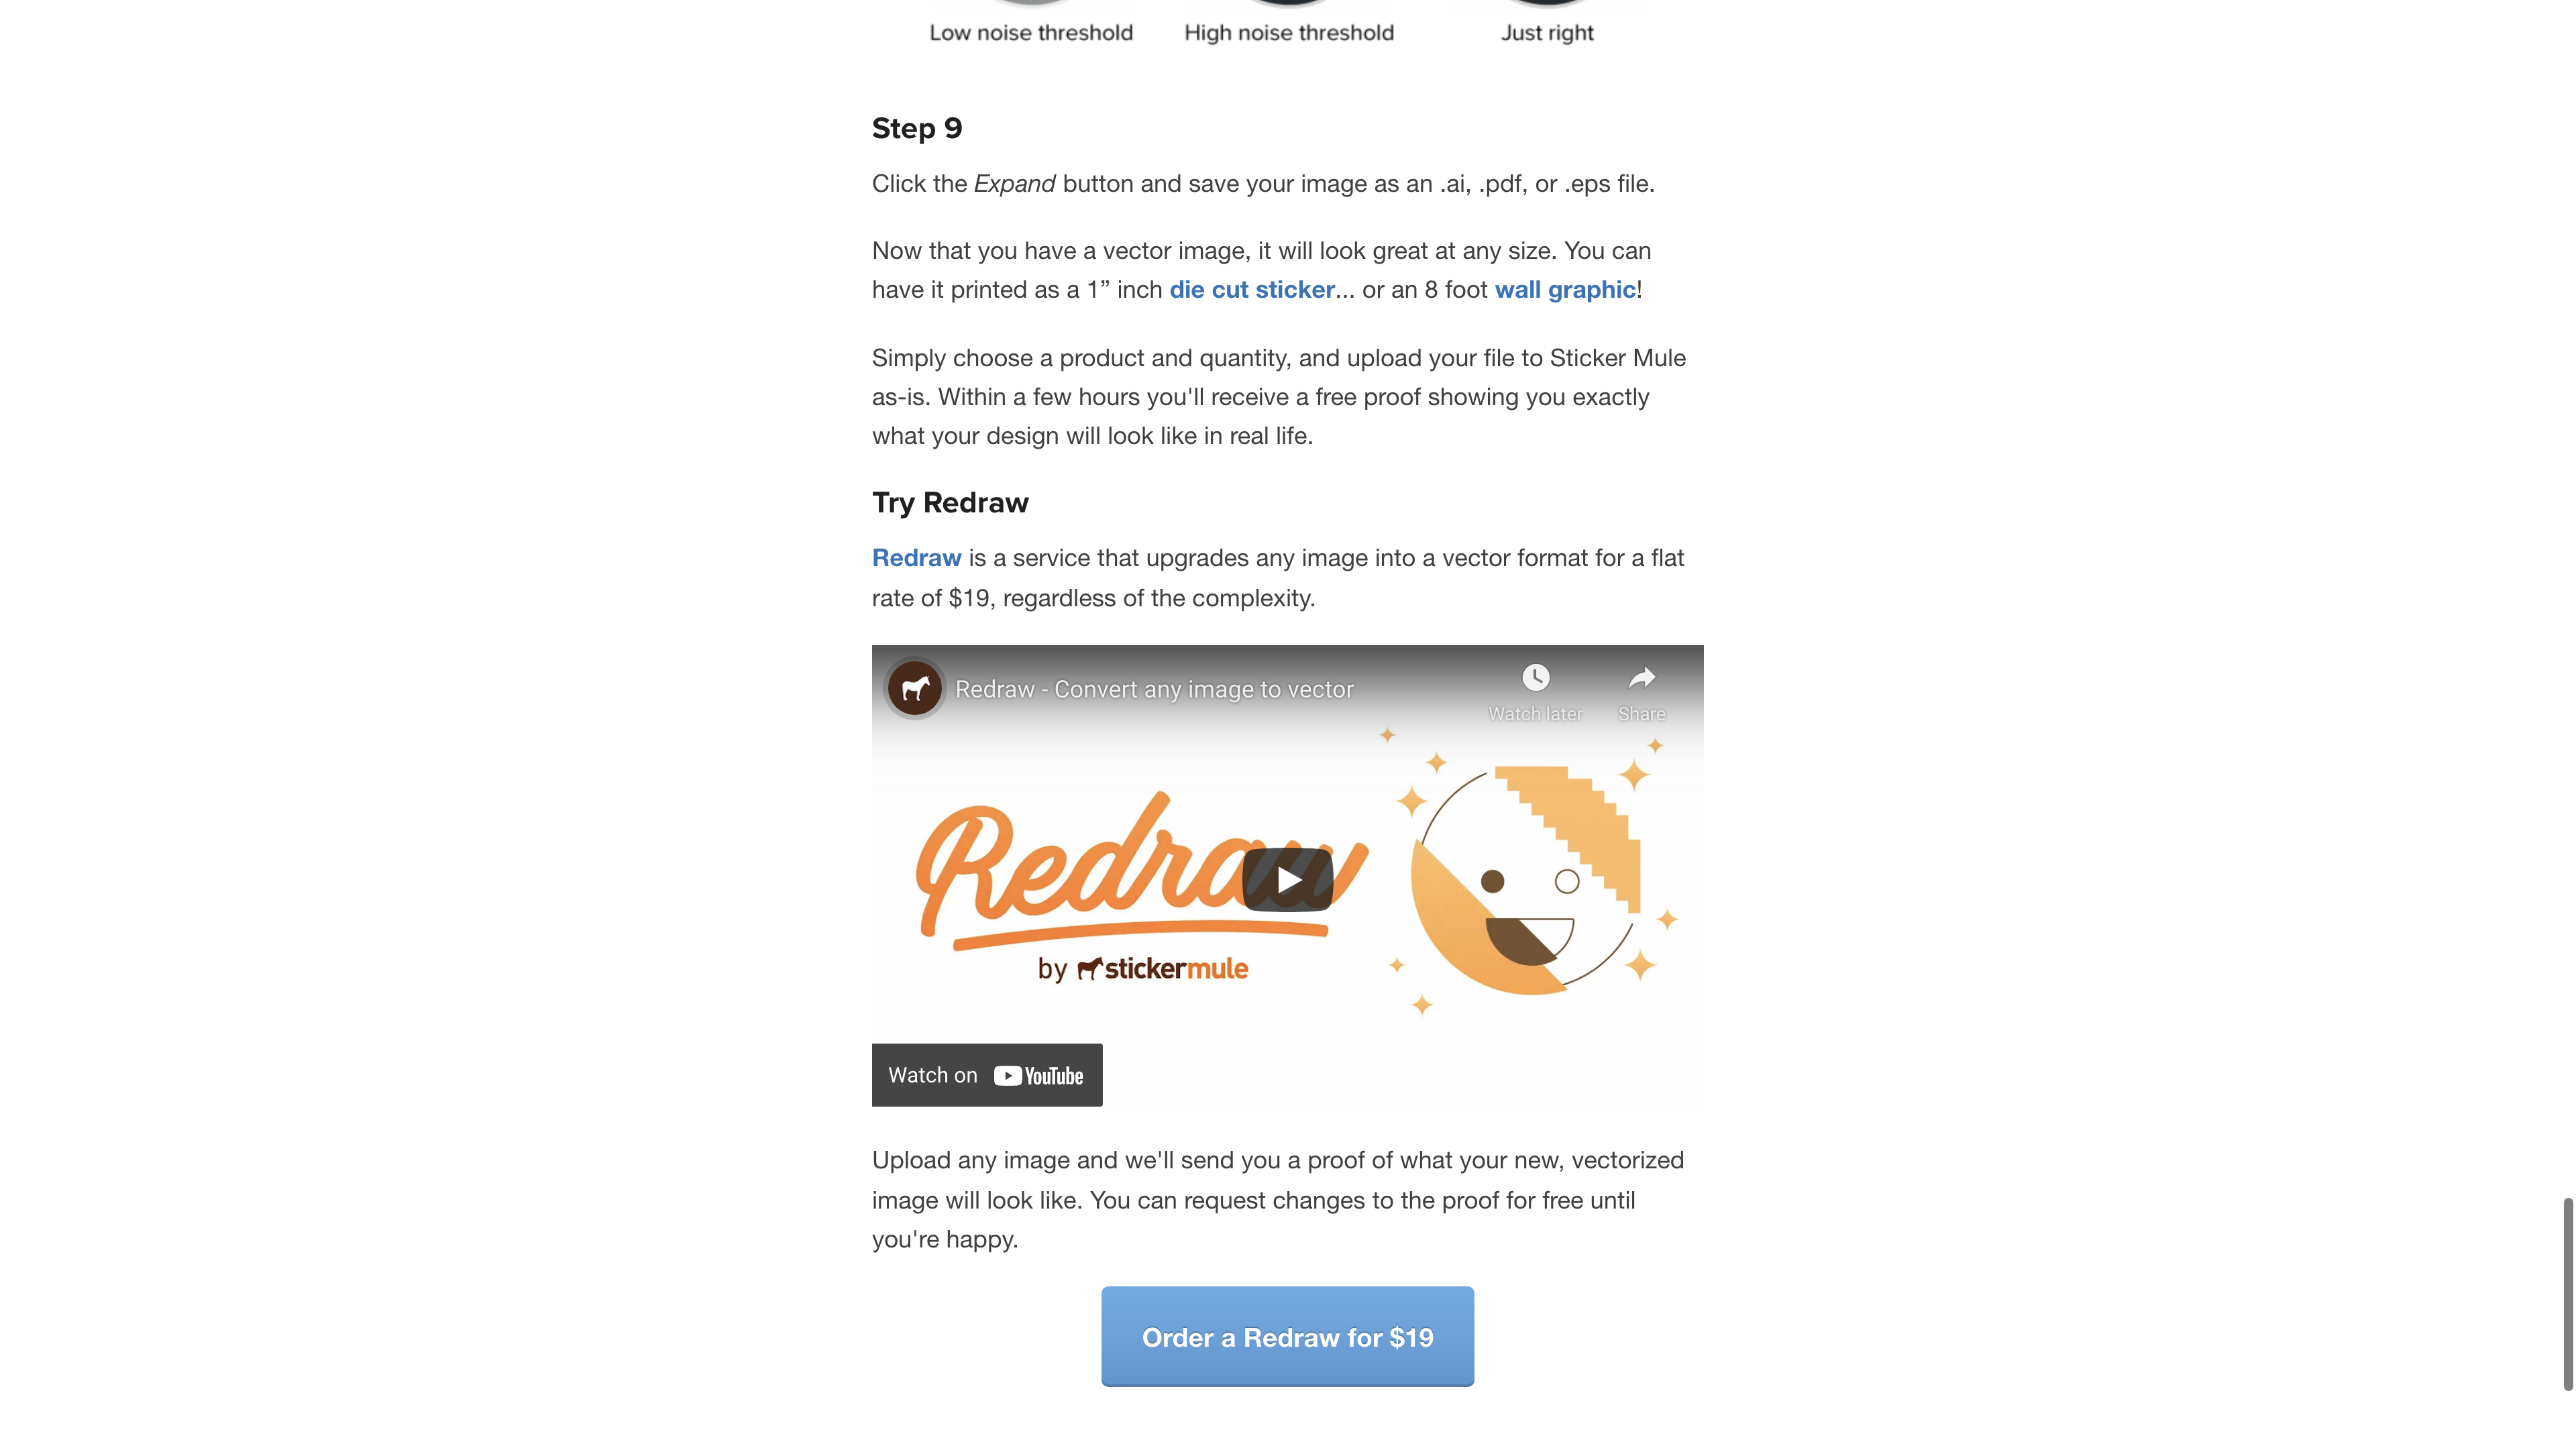 Low noise threshold
High noise threshold
Just right
Step 9
Click the Expand button and save your image as an .ai, .pdf, or .eps file.
Now that you have a vector image, it will look great at any size. You can
have it printed as a 1” inch die cut sticker... or an 8 foot wall graphic!
Simply choose a product and quantity, and upload your file to Sticker Mule
as-is. Within a few hours you'll receive a free proof showing you exactly
what your design will look like in real life.
Try Redraw
Redraw is a service that upgrades any image into a vector format for a flat
rate of $19, regardless of the complexity.
Redraw - Convert any image to vector
Watch later
Share
Redraw
by stickermule
Watch on YouTube
Upload any image and we'll send you a proof of what your new, vectorized
image will look like. You can request changes to the proof for free until
you're happy.
Order a Redraw for $19